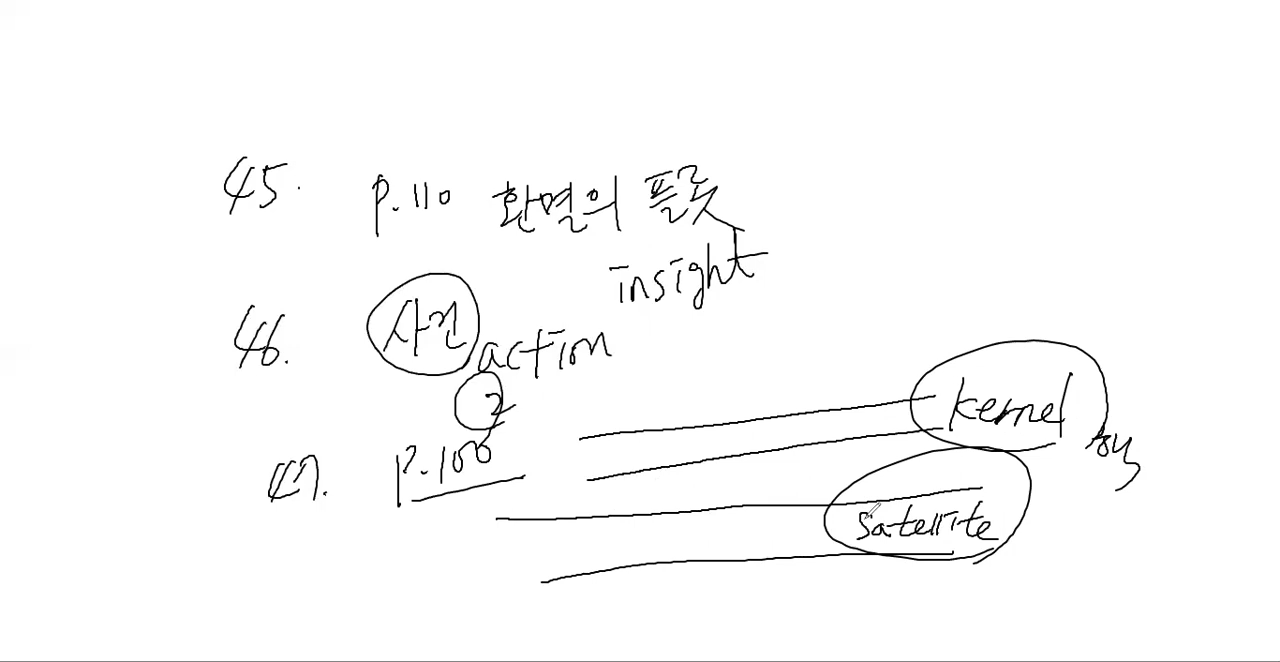 45. P.110 환멸의 플롯
insight
46. 사건 action
2
kernel
47. P.100
satellite